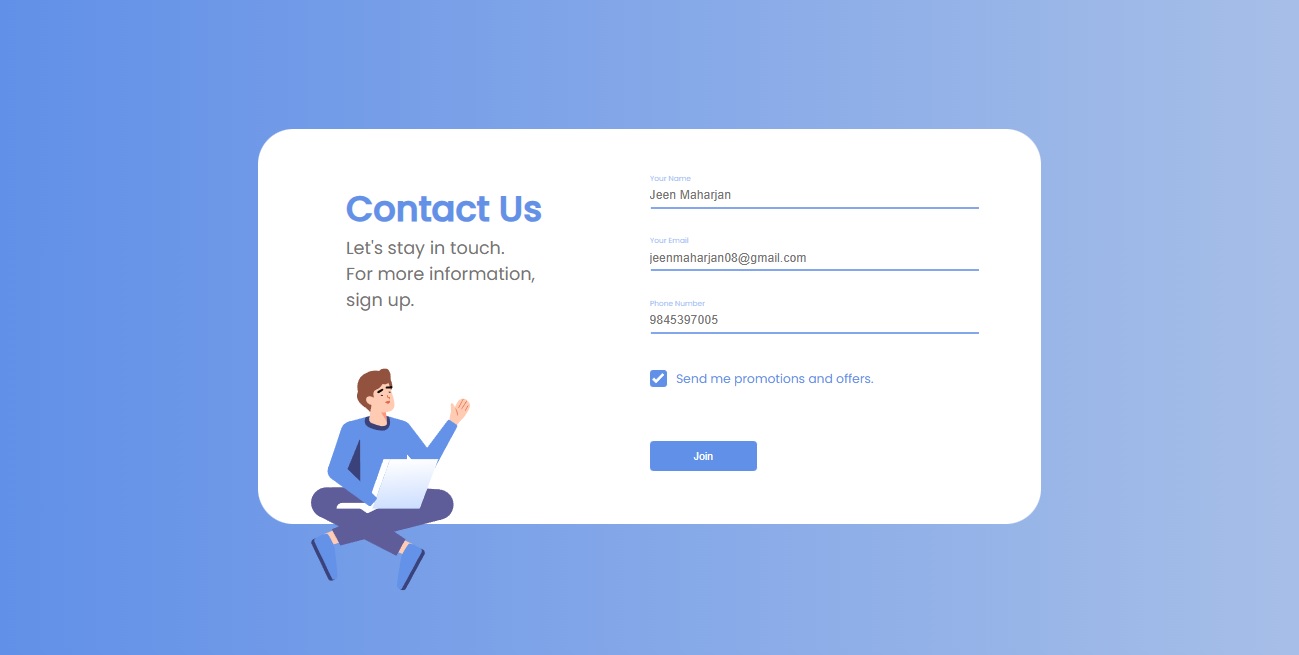 Contact Us
Let's stay in touch.
For more information,
sign up.
Your Name
Jeen Maharjan
Your Email
jeenmaharjan08@gmail.com
Phone Number
9845397005
Send me promotions and offers.
Join